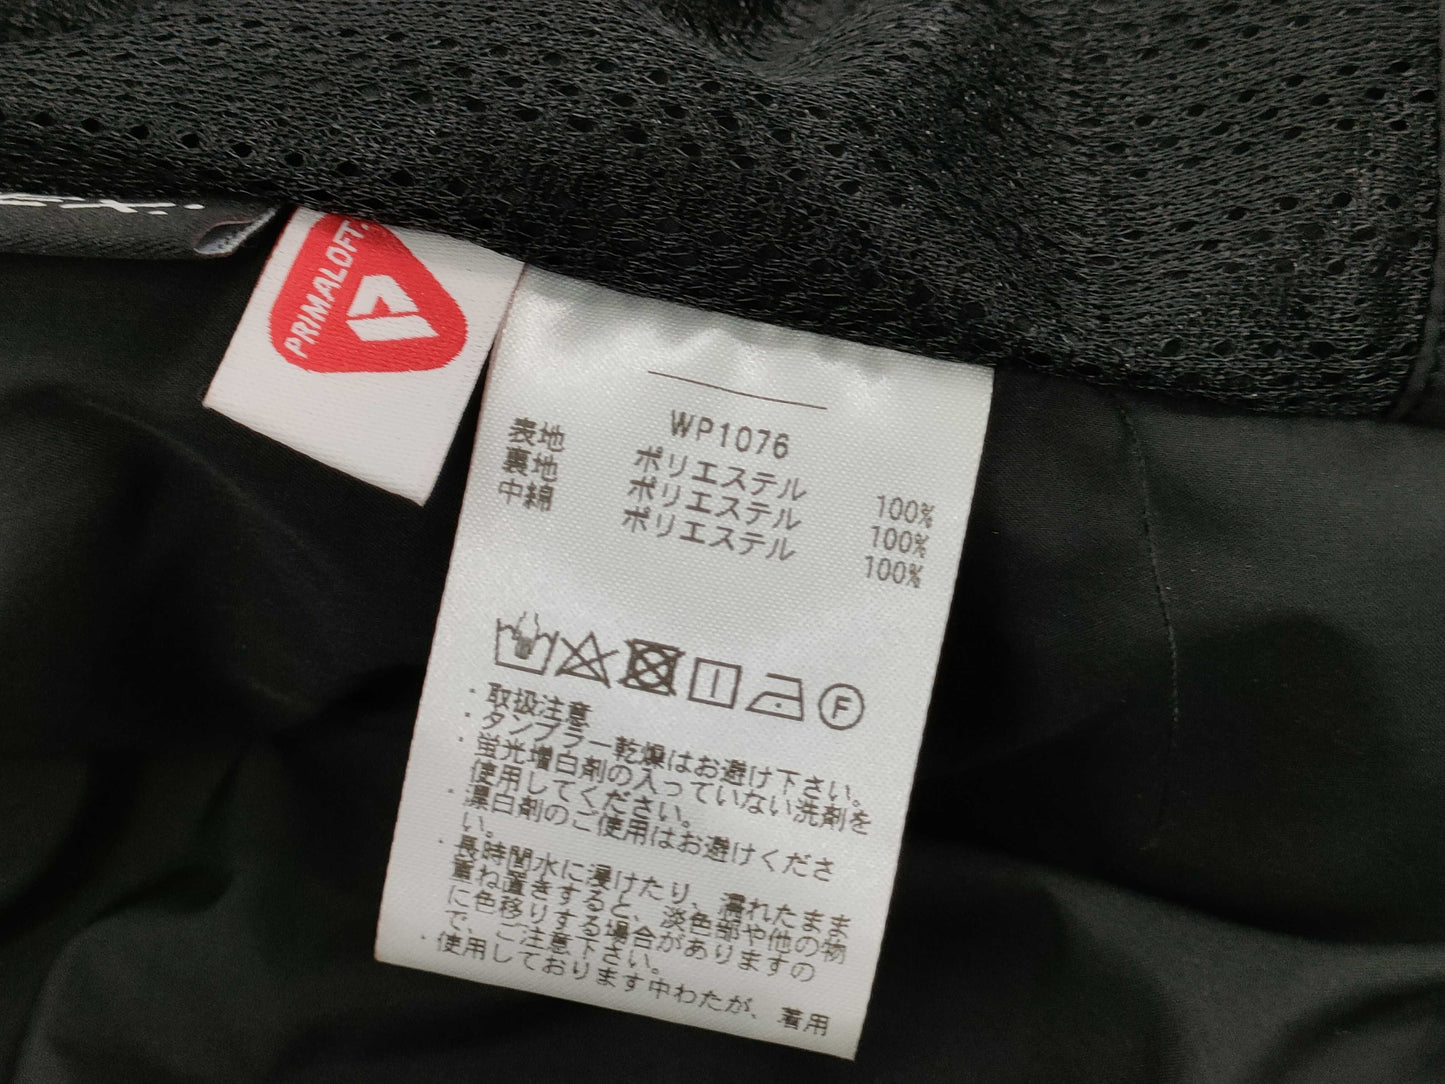 PRIMALOFT
WP1076
表地 ポリエステル 100%
裏地 ポリエステル 100%
中綿 ポリエステル 100%
F
・取扱注意
・タンブラー乾燥はお避け下さい。
・蛍光増白剤の入っていない洗剤を
使用してください。
・漂白剤のご使用はお避けくださ
い。
・長時間水に浸けたり、濡れたまま
重ね置きすると、淡色部や他の物
に色移りする場合がありますの
で、ご注意下さい。
・使用しております中わたが、着用